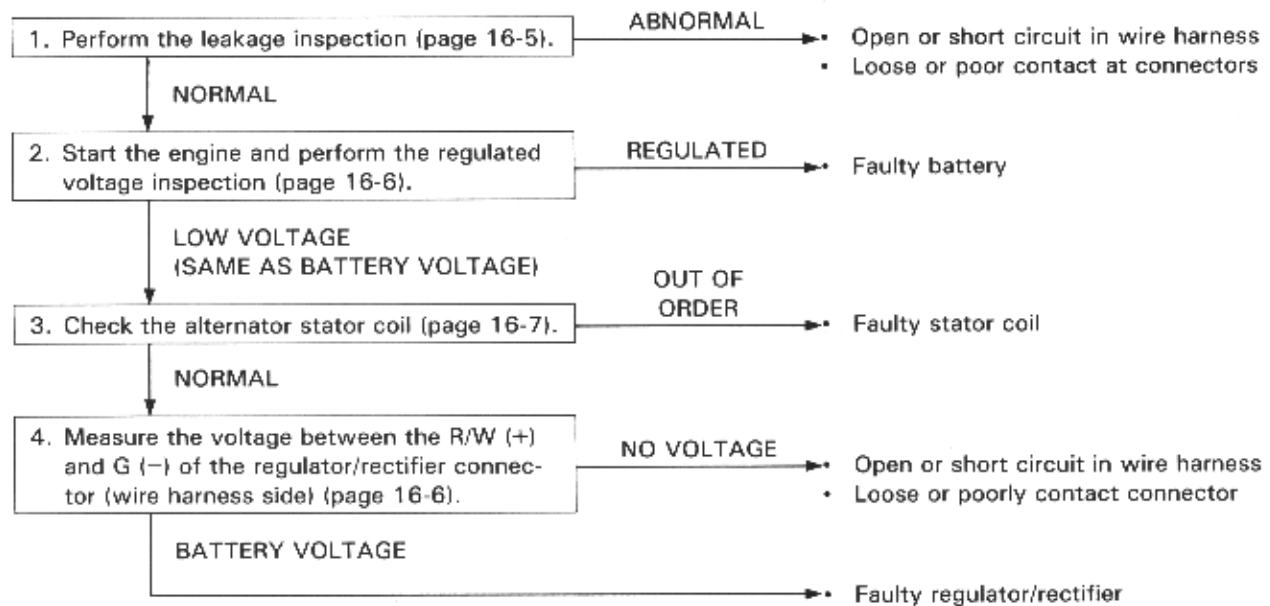 1. Perform the leakage inspection (page 16-5).
ABNORMAL
• Open or short circuit in wire harness
• Loose or poor contact at connectors
NORMAL
2. Start the engine and perform the regulated
voltage inspection (page 16-6).
REGULATED
• Faulty battery
LOW VOLTAGE
(SAME AS BATTERY VOLTAGE)
3. Check the alternator stator coil (page 16-7).
OUT OF
ORDER
• Faulty stator coil
NORMAL
4. Measure the voltage between the R/W (+)
and G (−) of the regulator/rectifier connec-
tor (wire harness side) (page 16-6).
NO VOLTAGE
• Open or short circuit in wire harness
• Loose or poorly contact connector
BATTERY VOLTAGE
• Faulty regulator/rectifier